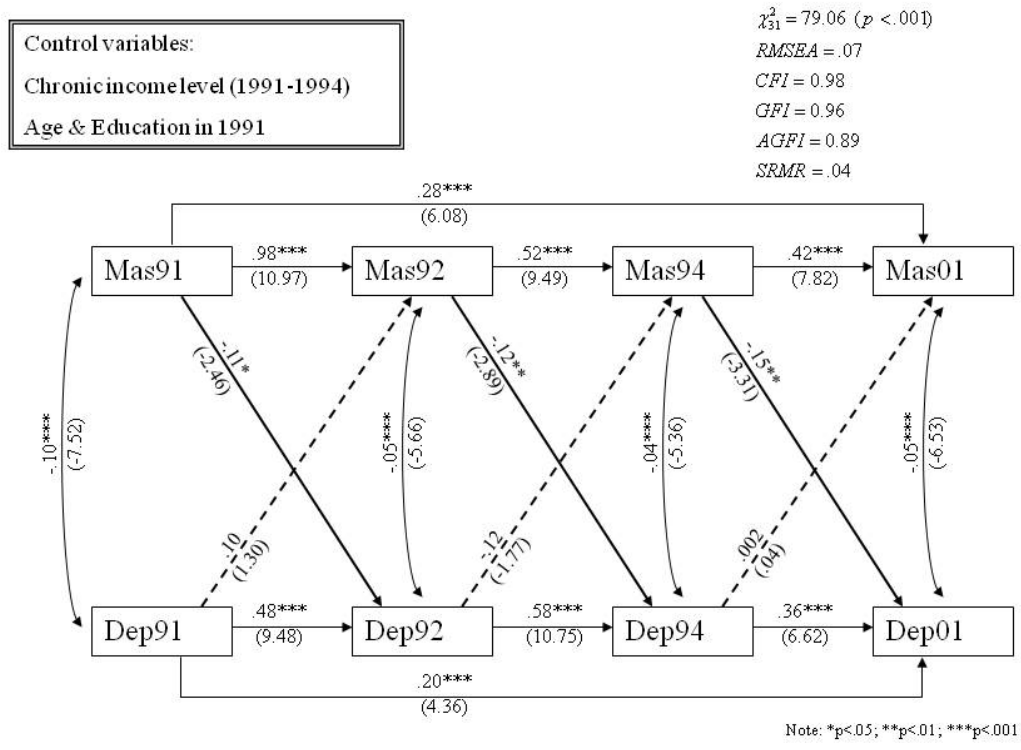 Control variables:
Chronic income level (1991-1994)
Age & Education in 1991
χ²₃₁ = 79.06 (p <.001)
RMSEA = .07
CFI = 0.98
GFI = 0.96
AGFI = 0.89
SRMR = .04
.28***
(6.08)
Mas91
.98***
(10.97)
Mas92
.52***
(9.49)
Mas94
.42***
(7.82)
Mas01
-.11*
(-2.46)
-.12**
(-2.89)
-.15**
(-3.31)
-.10***
(-7.52)
-.05***
(-5.66)
-.04***
(-5.36)
-.05***
(-6.53)
.10
(1.30)
-.12
(-1.77)
.002
(.04)
Dep91
.48***
(9.48)
Dep92
.58***
(10.75)
Dep94
.36***
(6.62)
Dep01
.20***
(4.36)
Note: *p<.05; **p<.01; ***p<.001